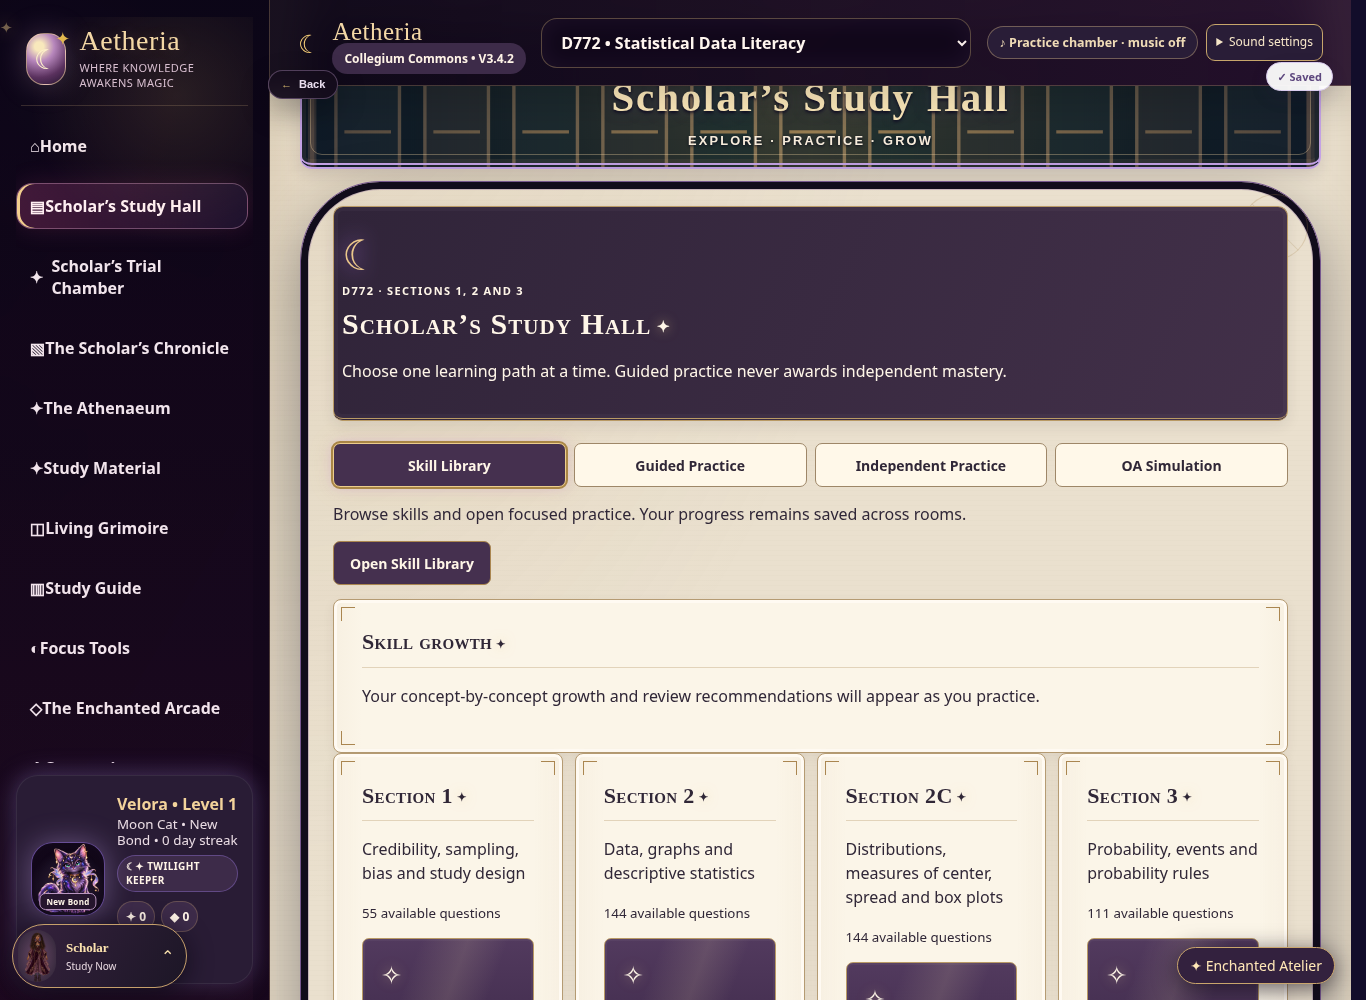 Aetheria
WHERE KNOWLEDGE
AWAKENS MAGIC
Home
Scholar’s Study Hall
Scholar’s Trial
Chamber
The Scholar’s Chronicle
The Athenaeum
Study Material
Living Grimoire
Study Guide
Focus Tools
The Enchanted Arcade
Velora • Level 1
Moon Cat • New
Bond • 0 day streak
☾✦ TWILIGHT
KEEPER
New Bond
✦ 0
◆ 0
Scholar
Study Now
Aetheria
Collegium Commons • V3.4.2
D772 • Statistical Data Literacy
♪ Practice chamber · music off
▶ Sound settings
✓ Saved
← Back
Scholar’s Study Hall
EXPLORE · PRACTICE · GROW
D772 · SECTIONS 1, 2 AND 3
Scholar’s Study Hall ✦
Choose one learning path at a time. Guided practice never awards independent mastery.
Skill Library
Guided Practice
Independent Practice
OA Simulation
Browse skills and open focused practice. Your progress remains saved across rooms.
Open Skill Library
Skill growth ✦
Your concept-by-concept growth and review recommendations will appear as you practice.
Section 1 ✦
Credibility, sampling,
bias and study design
55 available questions
Section 2 ✦
Data, graphs and
descriptive statistics
144 available questions
Section 2C ✦
Distributions,
measures of center,
spread and box plots
144 available questions
Section 3 ✦
Probability, events and
probability rules
111 available questions
✦ Enchanted Atelier